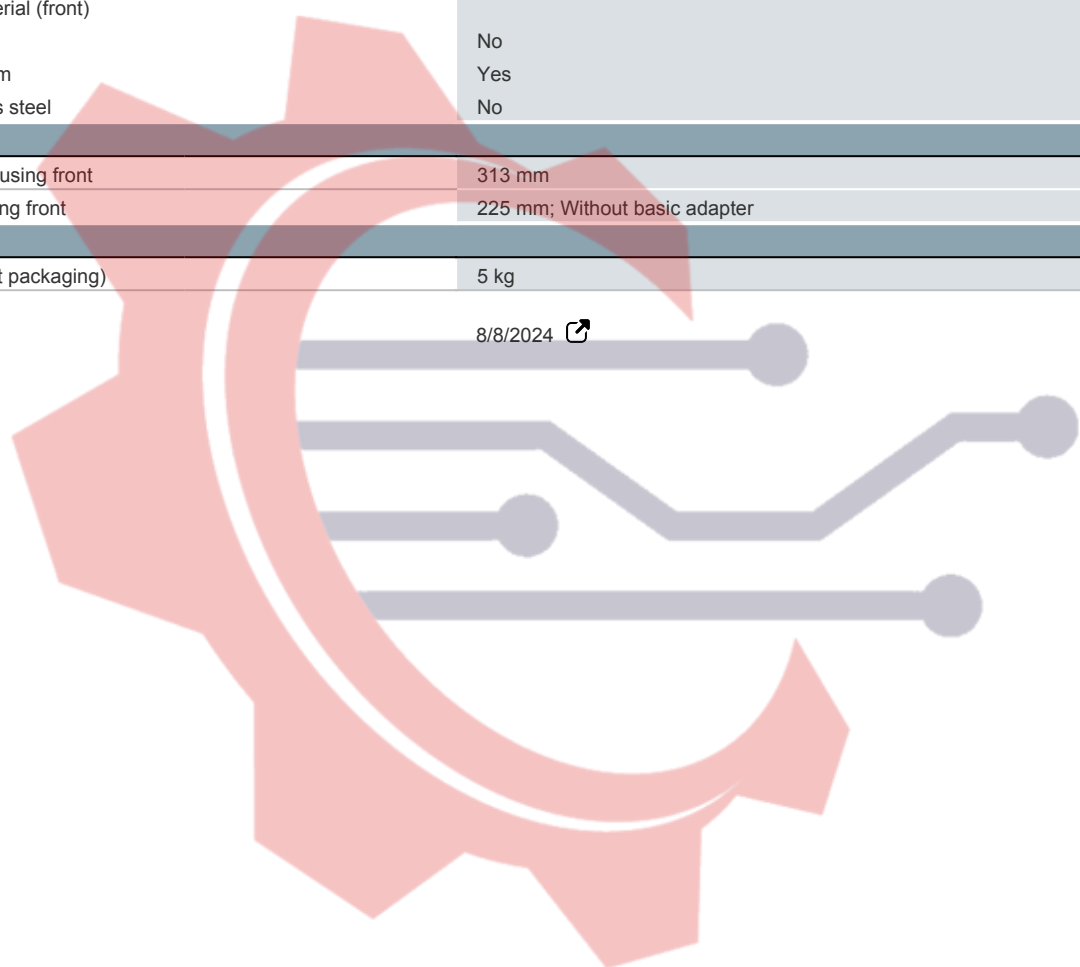 erial (front)
No
m Yes
s steel No
using front 313 mm
ng front 225 mm; Without basic adapter
t packaging) 5 kg
8/8/2024